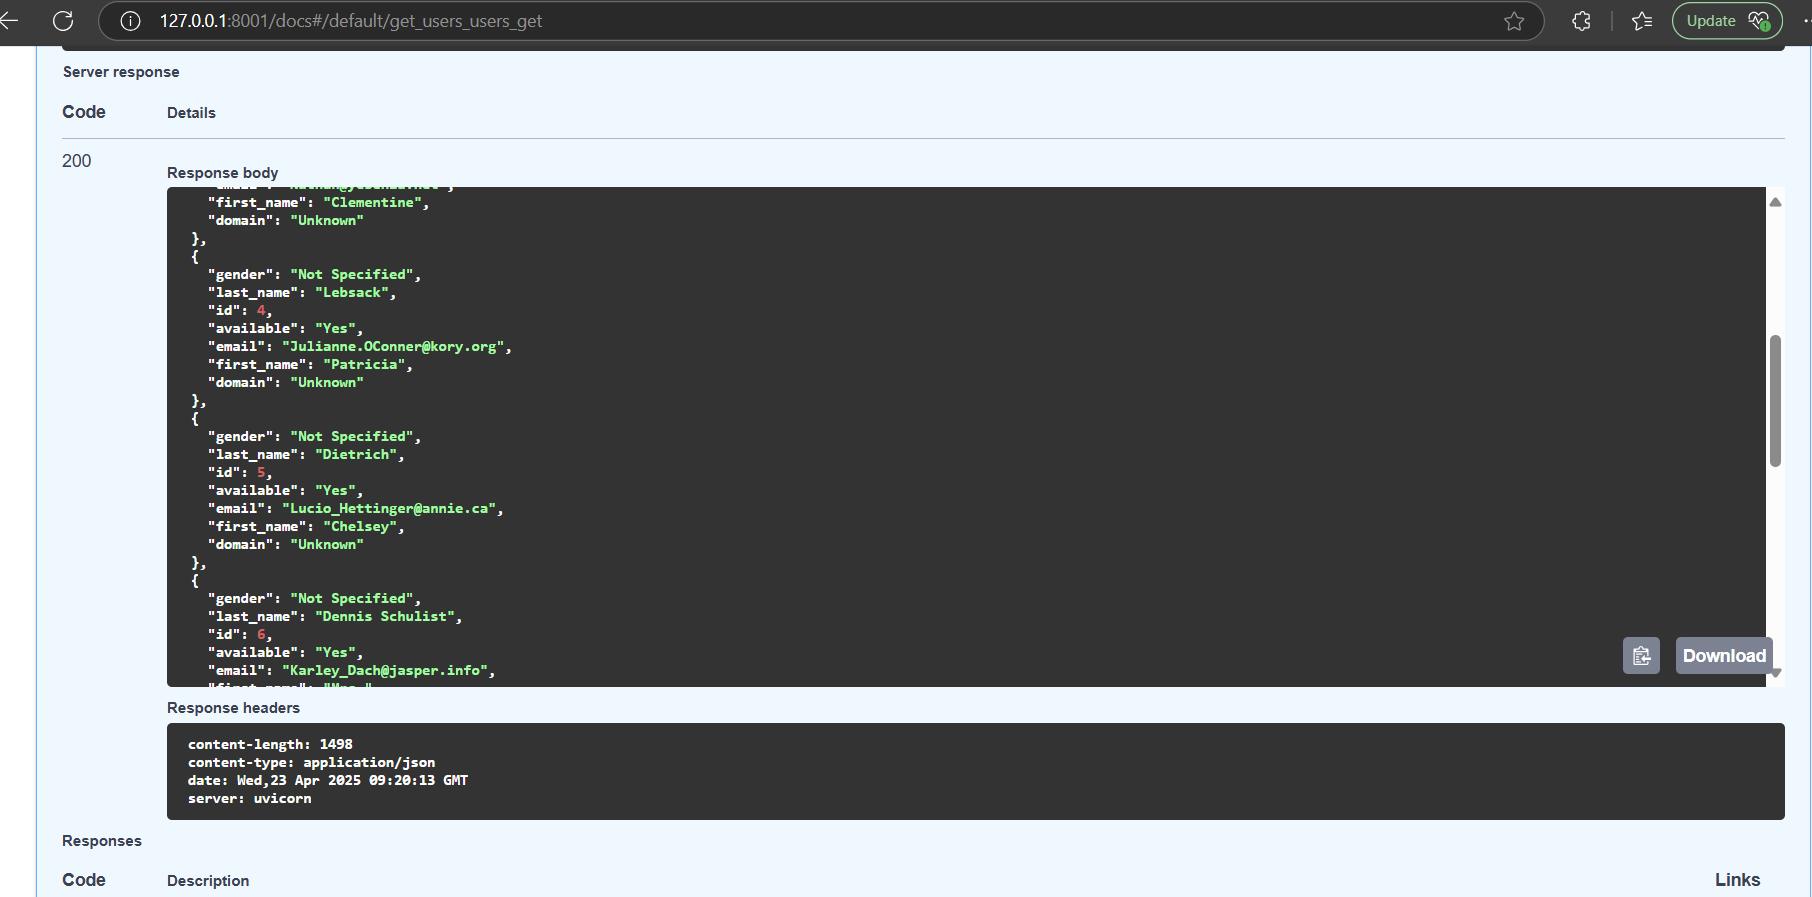 127.0.0.1:8001/docs#/default/get_users_users_get
Update
Server response
Code Details
200
Response body
"first_name": "Clementine",
"domain": "Unknown"
},
{
"gender": "Not Specified",
"last_name": "Lebsack",
"id": 4,
"available": "Yes",
"email": "Julianne.OConner@kory.org",
"first_name": "Patricia",
"domain": "Unknown"
},
{
"gender": "Not Specified",
"last_name": "Dietrich",
"id": 5,
"available": "Yes",
"email": "Lucio_Hettinger@annie.ca",
"first_name": "Chelsey",
"domain": "Unknown"
},
{
"gender": "Not Specified",
"last_name": "Dennis Schulist",
"id": 6,
"available": "Yes",
"email": "Karley_Dach@jasper.info",
Download
Response headers
content-length: 1498
content-type: application/json
date: Wed,23 Apr 2025 09:20:13 GMT
server: uvicorn
Responses
Code Description Links